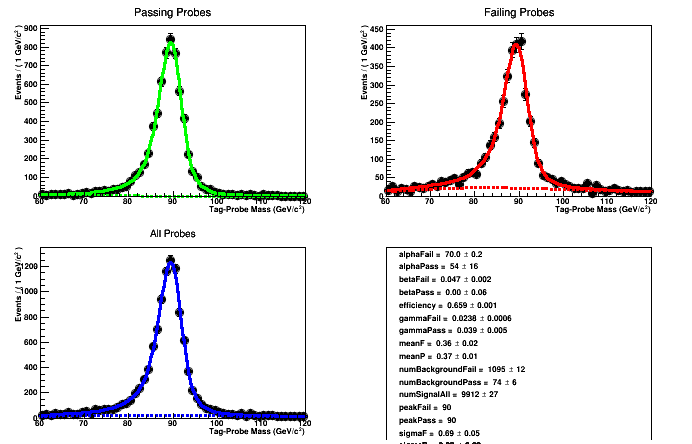 Passing Probes
Events / ( 1 GeV/c² )
900
800
700
600
500
400
300
200
100
0
60 70 80 90 100 110 120
Tag-Probe Mass (GeV/c²)
Failing Probes
Events / ( 1 GeV/c² )
450
400
350
300
250
200
150
100
50
0
60 70 80 90 100 110 120
Tag-Probe Mass (GeV/c²)
All Probes
Events / ( 1 GeV/c² )
1200
1000
800
600
400
200
0
60 70 80 90 100 110 120
Tag-Probe Mass (GeV/c²)
alphaFail = 70.0 ± 0.2
alphaPass = 54 ± 16
betaFail = 0.047 ± 0.002
betaPass = 0.00 ± 0.06
efficiency = 0.659 ± 0.001
gammaFail = 0.0238 ± 0.0006
gammaPass = 0.039 ± 0.005
meanF = 0.36 ± 0.02
meanP = 0.37 ± 0.01
numBackgroundFail = 1095 ± 12
numBackgroundPass = 74 ± 6
numSignalAll = 9912 ± 27
peakFail = 90
peakPass = 90
sigmaF = 0.69 ± 0.05